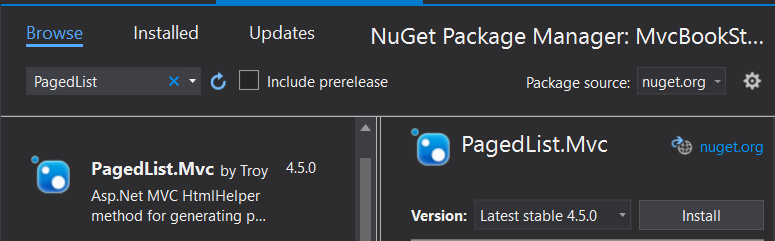 Browse Installed Updates NuGet Package Manager: MvcBookSt...
PagedList Include prerelease Package source: nuget.org
PagedList.Mvc by Troy 4.5.0
Asp.Net MVC HtmlHelper
method for generating p...
PagedList.Mvc nuget.org
Version: Latest stable 4.5.0 Install